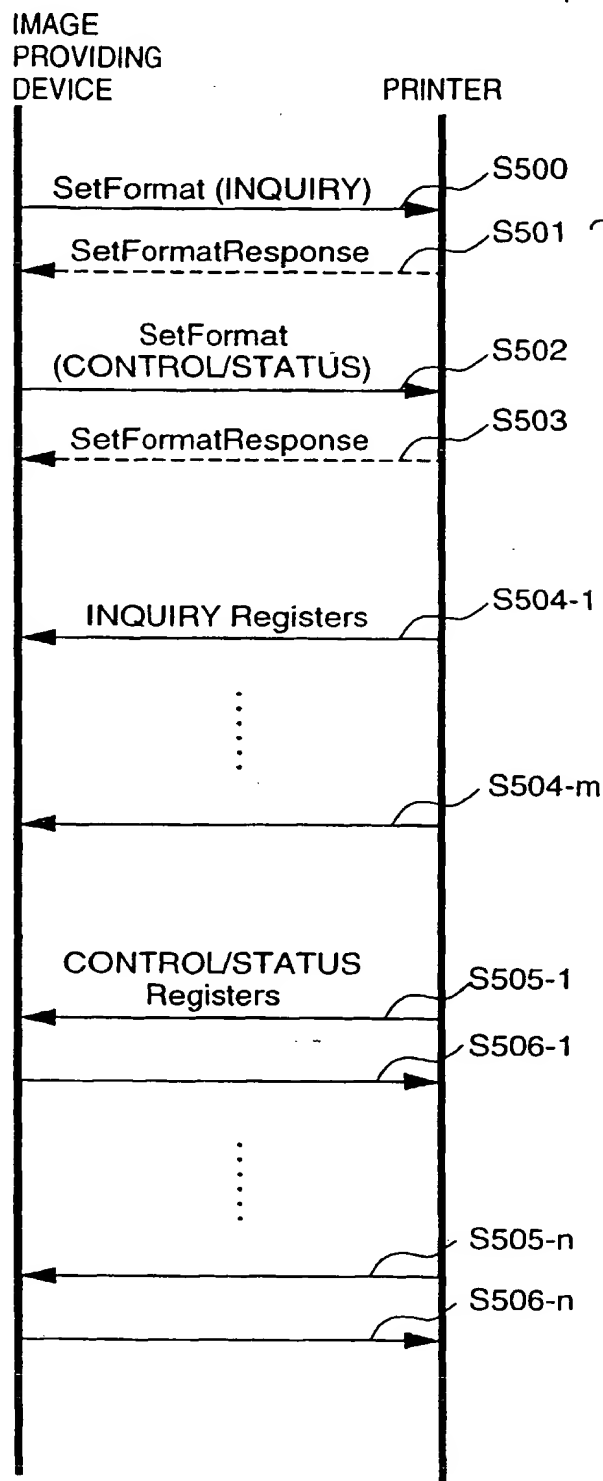 IMAGE
PROVIDING
DEVICE
PRINTER
SetFormat (INQUIRY)
S500
SetFormatResponse
S501
SetFormat
(CONTROL/STATUS)
S502
SetFormatResponse
S503
INQUIRY Registers
S504-1
S504-m
CONTROL/STATUS
Registers
S505-1
S506-1
S505-n
S506-n